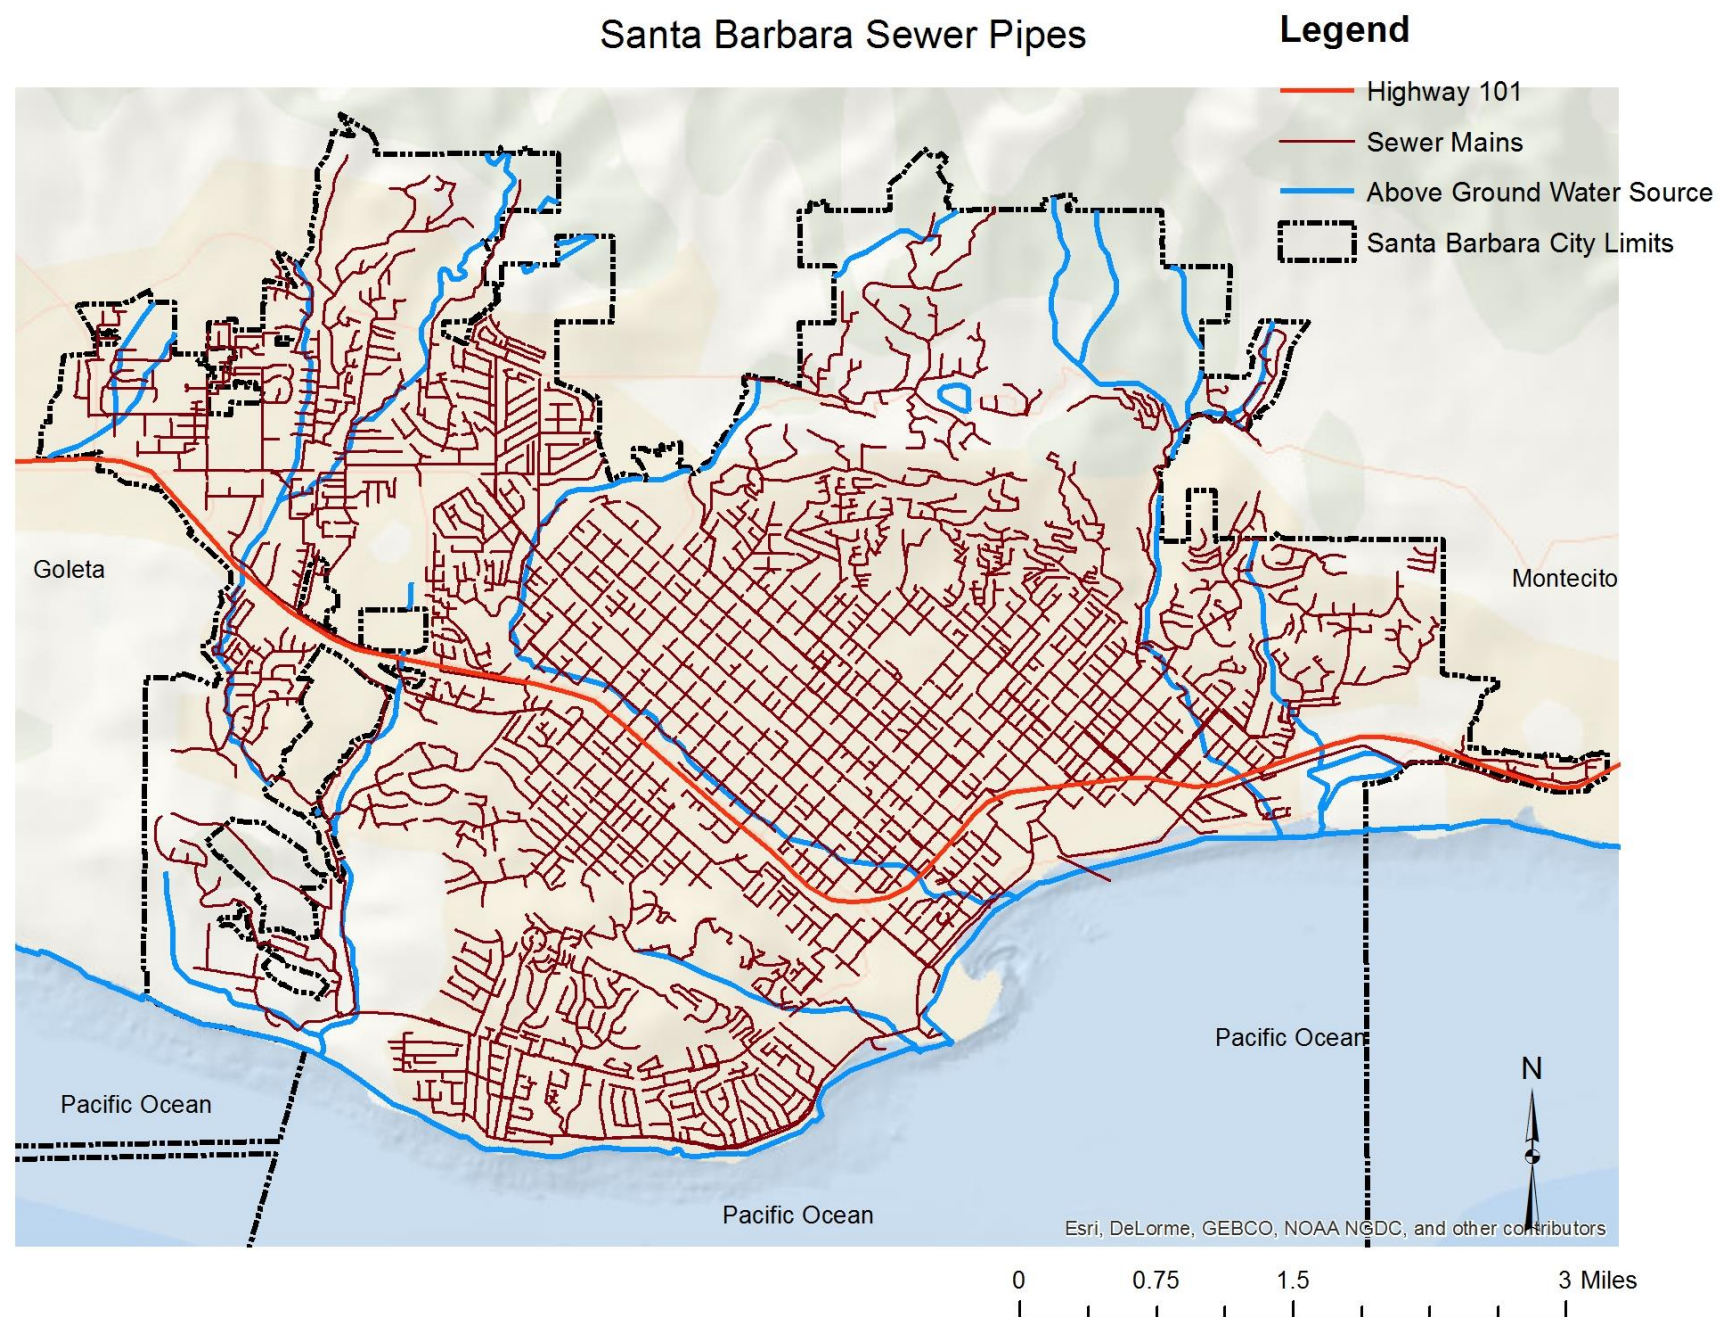 Santa Barbara Sewer Pipes
Legend
Highway 101
Sewer Mains
Above Ground Water Source
Santa Barbara City Limits
Goleta
Montecito
Pacific Ocean
Pacific Ocean
Pacific Ocean
N
Esri, DeLorme, GEBCO, NOAA NGDC, and other contributors
0 0.75 1.5 3 Miles